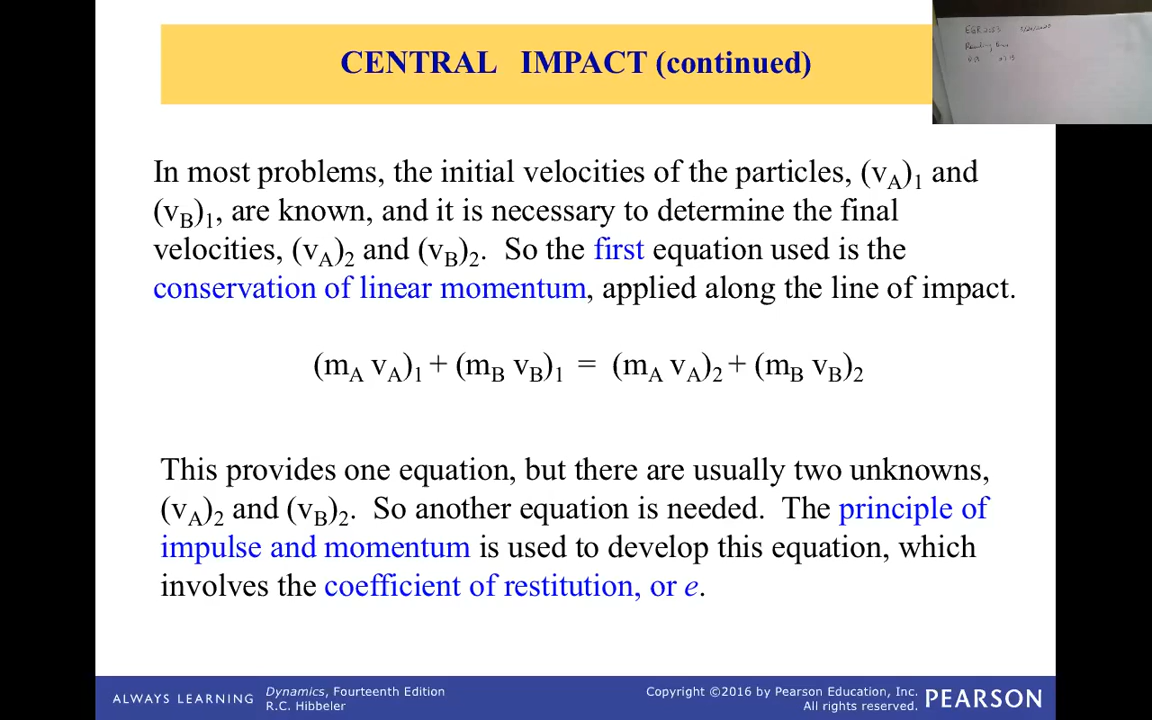 CENTRAL IMPACT (continued)
EGR 2123
Reading
In most problems, the initial velocities of the particles, (vA)1 and
(vB)1, are known, and it is necessary to determine the final
velocities, (vA)2 and (vB)2. So the first equation used is the
conservation of linear momentum, applied along the line of impact.
(mA vA)1 + (mB vB)1 = (mA vA)2 + (mB vB)2
This provides one equation, but there are usually two unknowns,
(vA)2 and (vB)2. So another equation is needed. The principle of
impulse and momentum is used to develop this equation, which
involves the coefficient of restitution, or e.
ALWAYS LEARNING
Dynamics, Fourteenth Edition
R.C. Hibbeler
Copyright ©2016 by Pearson Education, Inc.
All rights reserved.
PEARSON